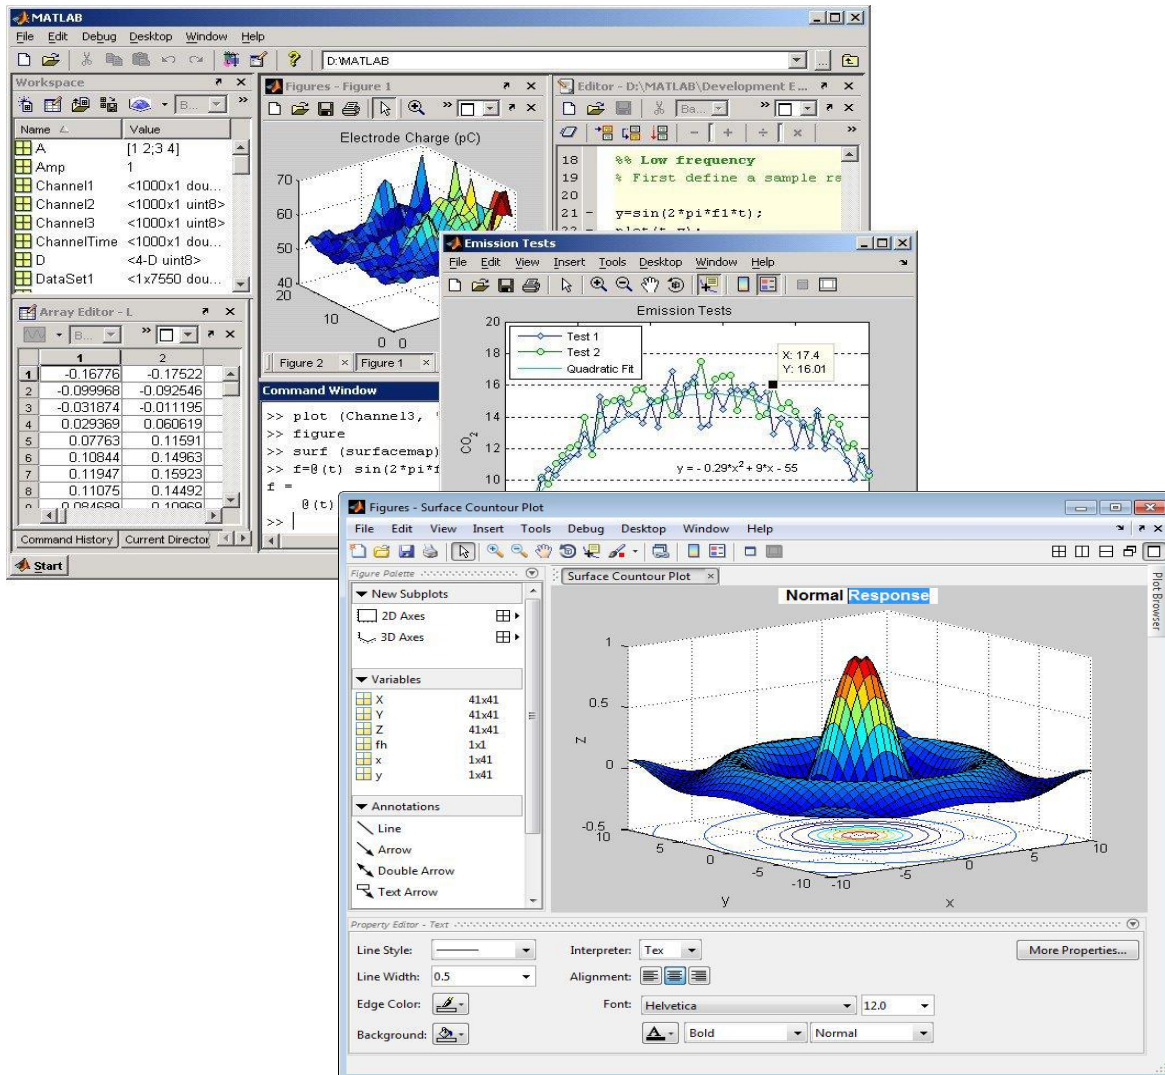 MATLAB
File Edit Debug Desktop Window Help
D:\MATLAB
Workspace
B...
Name Value
A [1 2;3 4]
Amp 1
Channel1 <1000x1 dou...
Channel2 <1000x1 uint8>
Channel3 <1000x1 uint8>
ChannelTime <1000x1 dou...
D <4-D uint8>
DataSet1 <1x7550 dou...
Array Editor - L
B...
1 2
1 -0.16776 -0.17522
2 -0.099968 -0.092546
3 -0.031874 -0.011195
4 0.029369 0.060619
5 0.07763 0.11591
6 0.10844 0.14963
7 0.11947 0.15923
8 0.11075 0.14492
9 0.084689 0.10969
Command History Current Director
Start
Figures - Figure 1
Electrode Charge (pC)
70
60
50
40
20
10
0 0
Figure 2 Figure 1
Command Window
>> plot (Channel3, '
>> figure
>> surf (surfacemap)
>> f=@(t) sin(2*pi*f
f =
@(t)
>>
Editor - D:\MATLAB\Development E...
Ba...
18 %% Low frequency
19 % First define a sample ra
20
21 - y=sin(2*pi*f1*t);
22 - plot(t,y);
Emission Tests
File Edit View Insert Tools Desktop Window Help
Emission Tests
20
18
16
14
12
10
CO2
Test 1
Test 2
Quadratic Fit
X: 17.4
Y: 16.01
y = - 0.29*x² + 9*x - 55
Figures - Surface Countour Plot
File Edit View Insert Tools Debug Desktop Window Help
Figure Palette
New Subplots
2D Axes
3D Axes
Variables
X 41x41
Y 41x41
Z 41x41
fh 1x1
x 1x41
y 1x41
Annotations
Line
Arrow
Double Arrow
Text Arrow
Surface Countour Plot
Plot Browser
Normal Response
1
0.5
0
-0.5
z
10
5
0
-5
-10
y
-10
-5
0
5
10
x
Property Editor - Text
Line Style: Interpreter: Tex More Properties...
Line Width: 0.5 Alignment:
Edge Color: Font: Helvetica 12.0
Background: A Bold Normal